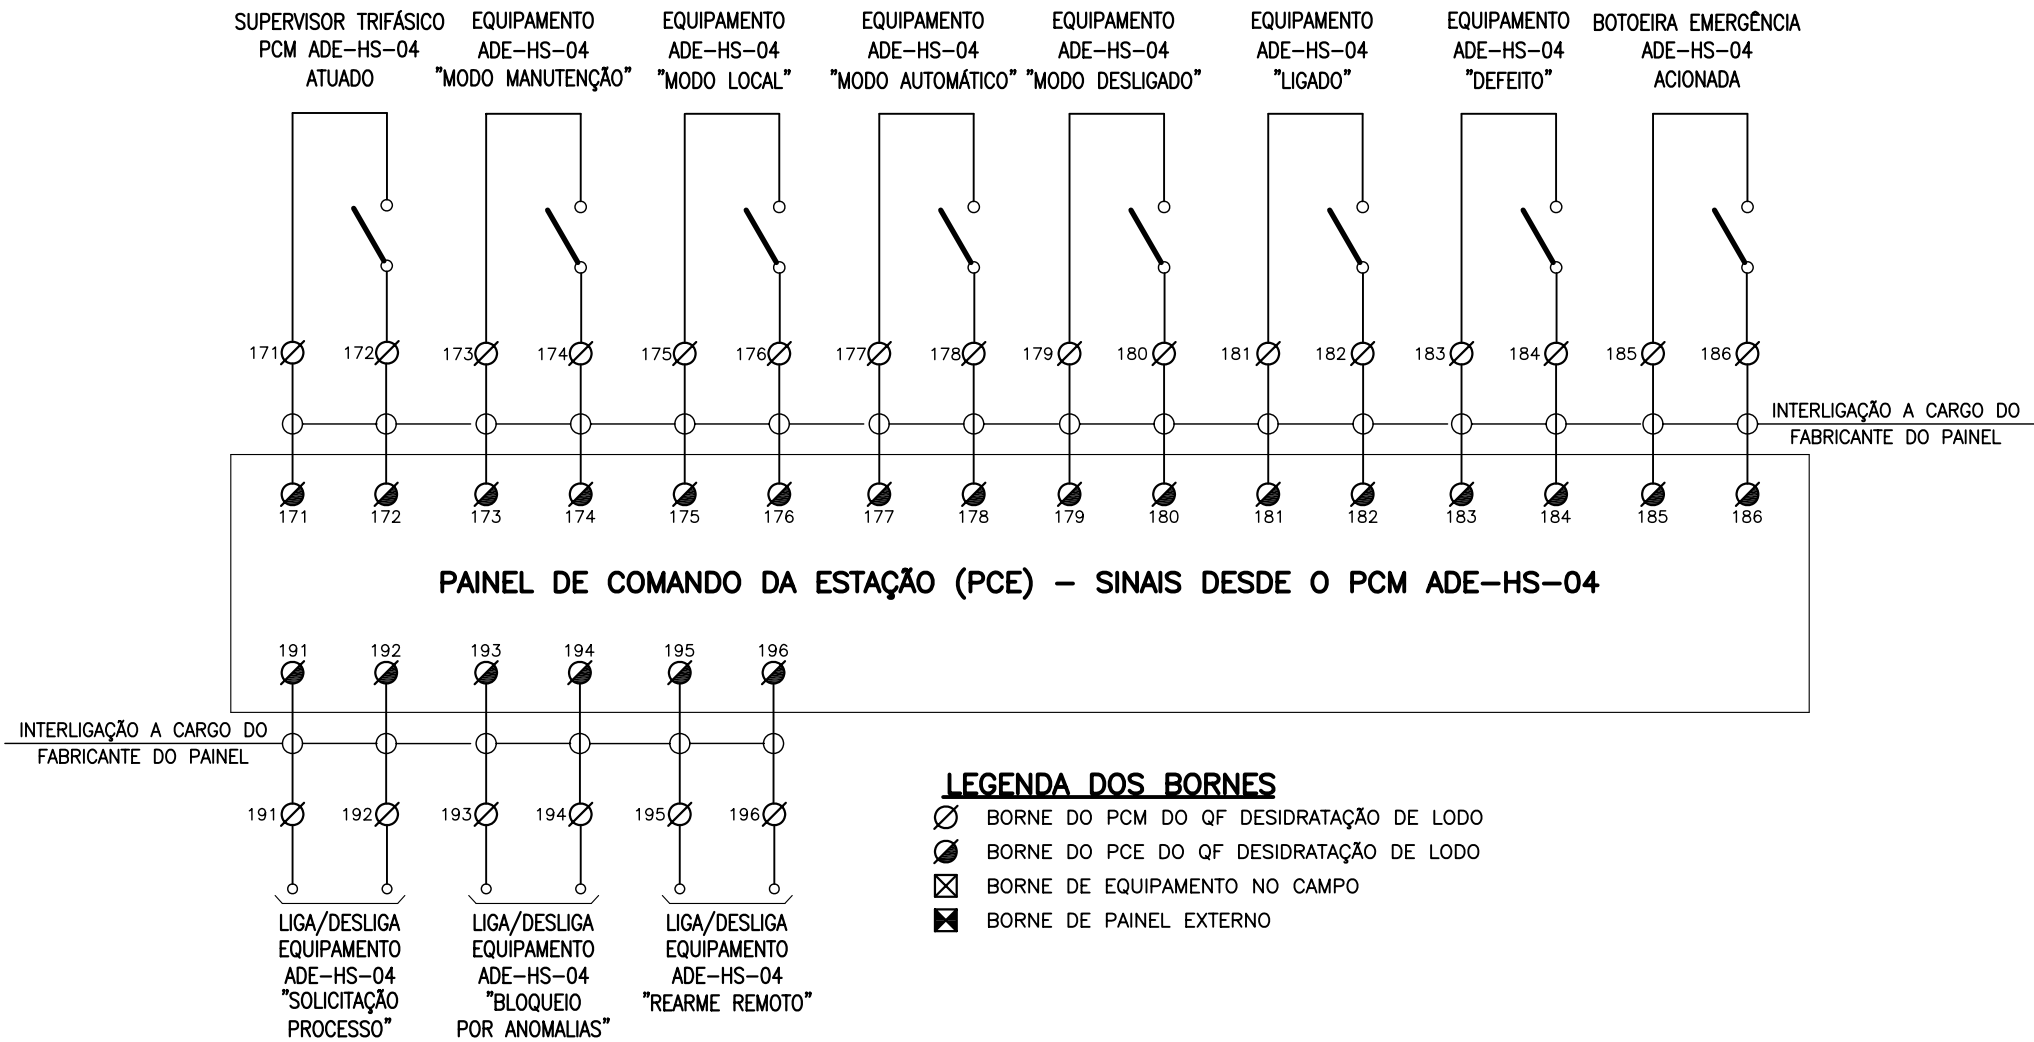 SUPERVISOR TRIFÁSICO
PCM ADE-HS-04
ATUADO
EQUIPAMENTO
ADE-HS-04
"MODO MANUTENÇÃO"
EQUIPAMENTO
ADE-HS-04
"MODO LOCAL"
EQUIPAMENTO
ADE-HS-04
"MODO AUTOMÁTICO"
EQUIPAMENTO
ADE-HS-04
"MODO DESLIGADO"
EQUIPAMENTO
ADE-HS-04
"LIGADO"
EQUIPAMENTO
ADE-HS-04
"DEFEITO"
BOTOEIRA EMERGÊNCIA
ADE-HS-04
ACIONADA
171 172 173 174 175 176 177 178 179 180 181 182 183 184 185 186
INTERLIGAÇÃO A CARGO DO
FABRICANTE DO PAINEL
171 172 173 174 175 176 177 178 179 180 181 182 183 184 185 186
PAINEL DE COMANDO DA ESTAÇÃO (PCE) - SINAIS DESDE O PCM ADE-HS-04
191 192 193 194 195 196
INTERLIGAÇÃO A CARGO DO
FABRICANTE DO PAINEL
191 192 193 194 195 196
LIGA/DESLIGA
EQUIPAMENTO
ADE-HS-04
"SOLICITAÇÃO
PROCESSO"
LIGA/DESLIGA
EQUIPAMENTO
ADE-HS-04
"BLOQUEIO
POR ANOMALIAS"
LIGA/DESLIGA
EQUIPAMENTO
ADE-HS-04
"REARME REMOTO"
LEGENDA DOS BORNES
BORNE DO PCM DO QF DESIDRATAÇÃO DE LODO
BORNE DO PCE DO QF DESIDRATAÇÃO DE LODO
BORNE DE EQUIPAMENTO NO CAMPO
BORNE DE PAINEL EXTERNO